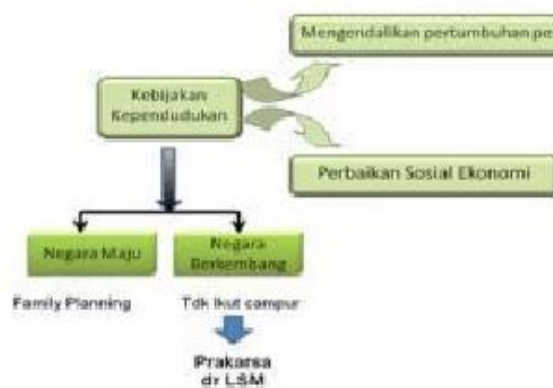 Mengendalikan pertumbuhan pe
Kebijakan
Kependudukan
Perbaikan Sosial Ekonomi
Negara Maju
Negara
Berkembang
Family Planning
Tdk Ikut campur
Prakarsa
dr LSM